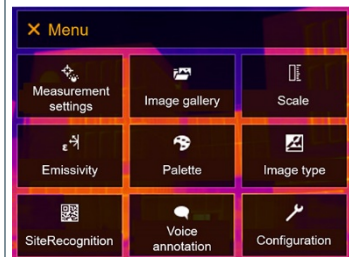 Menu
Measurement
settings
Image gallery
Scale
ε
Emissivity
Palette
Image type
SiteRecognition
Voice
annotation
Configuration